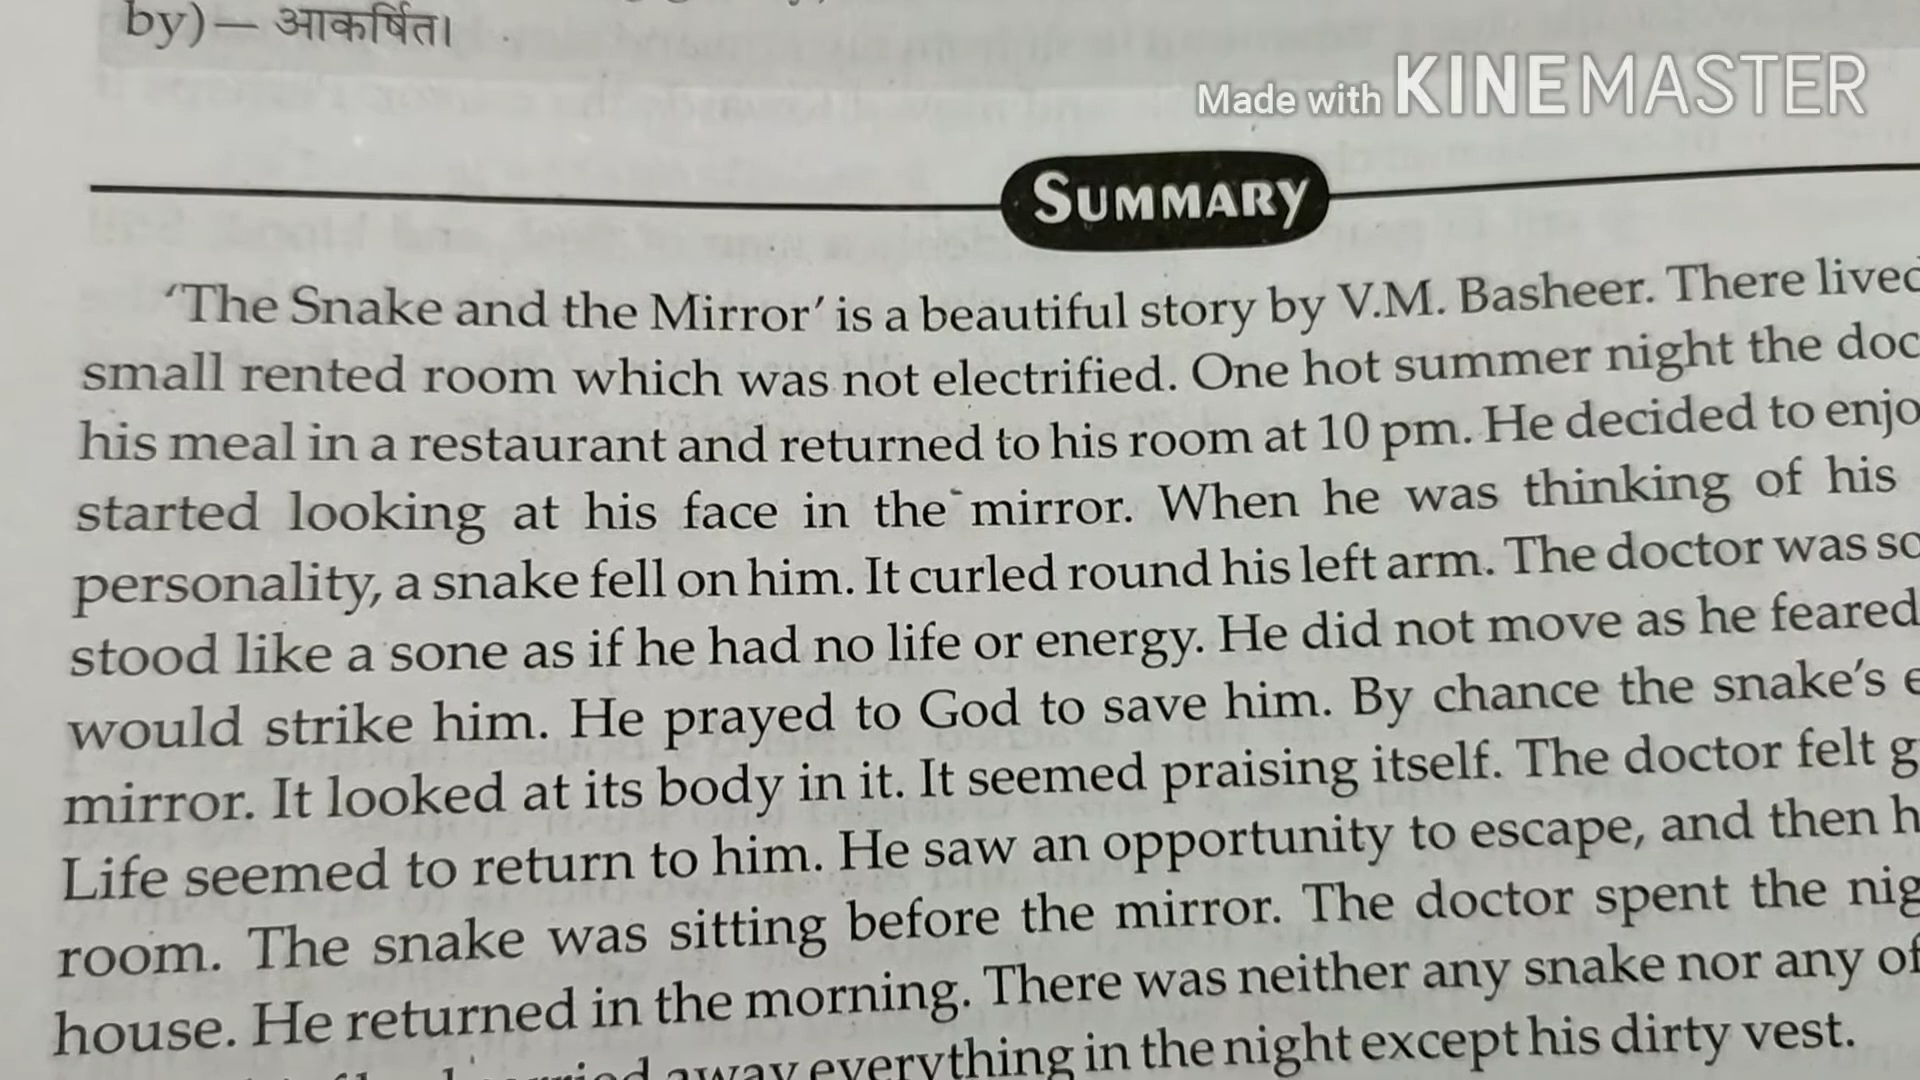 by)— आकर्षित।
Made with KINEMASTER
SUMMARY
'The Snake and the Mirror' is a beautiful story by V.M. Basheer. There lived
small rented room which was not electrified. One hot summer night the doc
his meal in a restaurant and returned to his room at 10 pm. He decided to enjo
started looking at his face in the mirror. When he was thinking of his
personality, a snake fell on him. It curled round his left arm. The doctor was so
stood like a sone as if he had no life or energy. He did not move as he feared
would strike him. He prayed to God to save him. By chance the snake's e
mirror. It looked at its body in it. It seemed praising itself. The doctor felt g
Life seemed to return to him. He saw an opportunity to escape, and then h
room. The snake was sitting before the mirror. The doctor spent the nig
house. He returned in the morning. There was neither any snake nor any of
away everything in the night except his dirty vest.